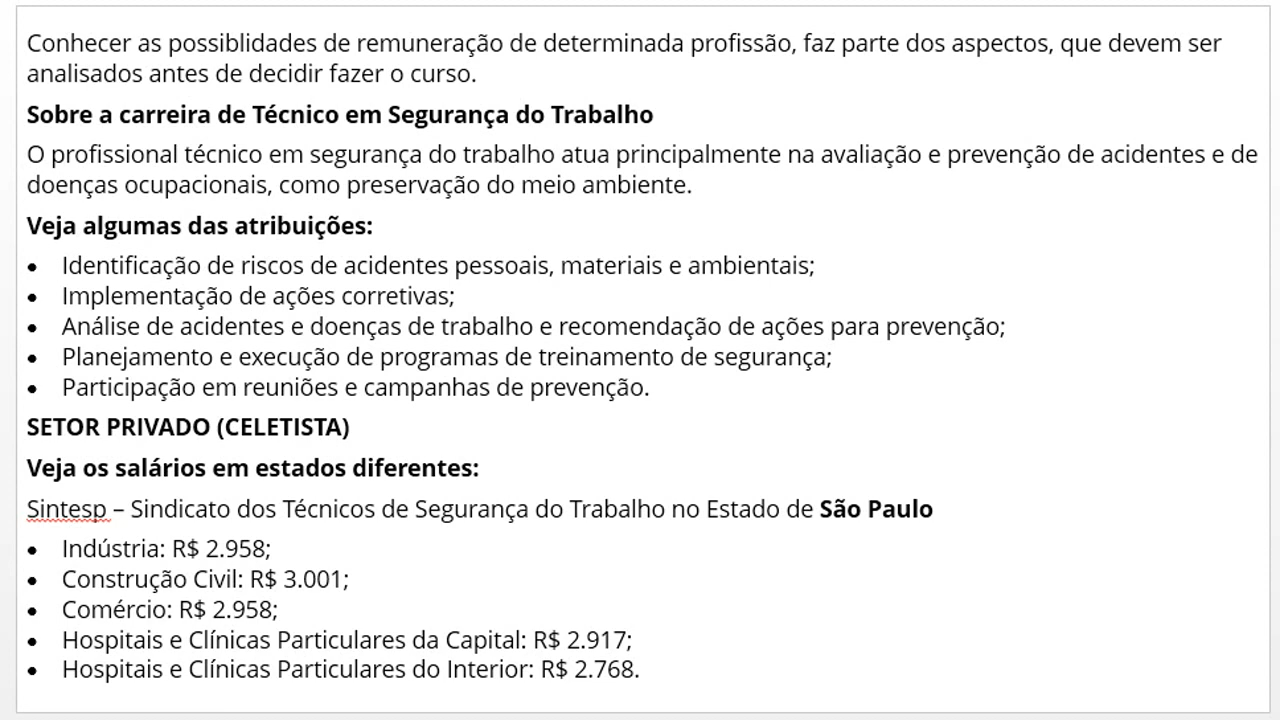 Conhecer as possiblidades de remuneração de determinada profissão, faz parte dos aspectos, que devem ser
analisados antes de decidir fazer o curso.
Sobre a carreira de Técnico em Segurança do Trabalho
O profissional técnico em segurança do trabalho atua principalmente na avaliação e prevenção de acidentes e de
doenças ocupacionais, como preservação do meio ambiente.
Veja algumas das atribuições:
• Identificação de riscos de acidentes pessoais, materiais e ambientais;
• Implementação de ações corretivas;
• Análise de acidentes e doenças de trabalho e recomendação de ações para prevenção;
• Planejamento e execução de programas de treinamento de segurança;
• Participação em reuniões e campanhas de prevenção.
SETOR PRIVADO (CELETISTA)
Veja os salários em estados diferentes:
Sintesp – Sindicato dos Técnicos de Segurança do Trabalho no Estado de São Paulo
• Indústria: R$ 2.958;
• Construção Civil: R$ 3.001;
• Comércio: R$ 2.958;
• Hospitais e Clínicas Particulares da Capital: R$ 2.917;
• Hospitais e Clínicas Particulares do Interior: R$ 2.768.